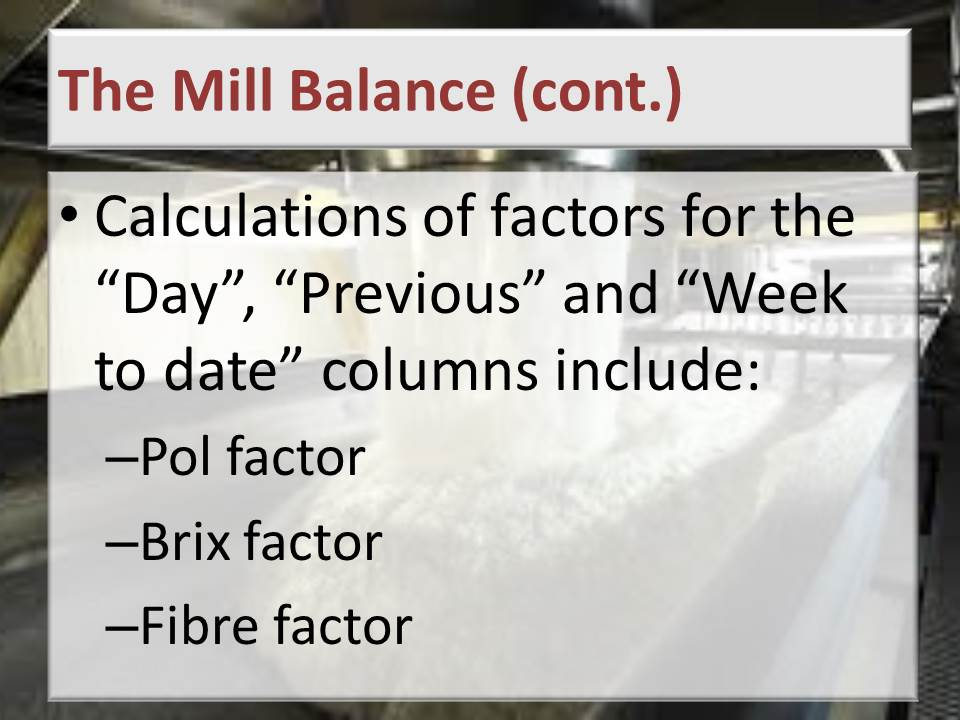 The Mill Balance (cont.)
• Calculations of factors for the
“Day”, “Previous” and “Week
to date” columns include:
–Pol factor
–Brix factor
–Fibre factor